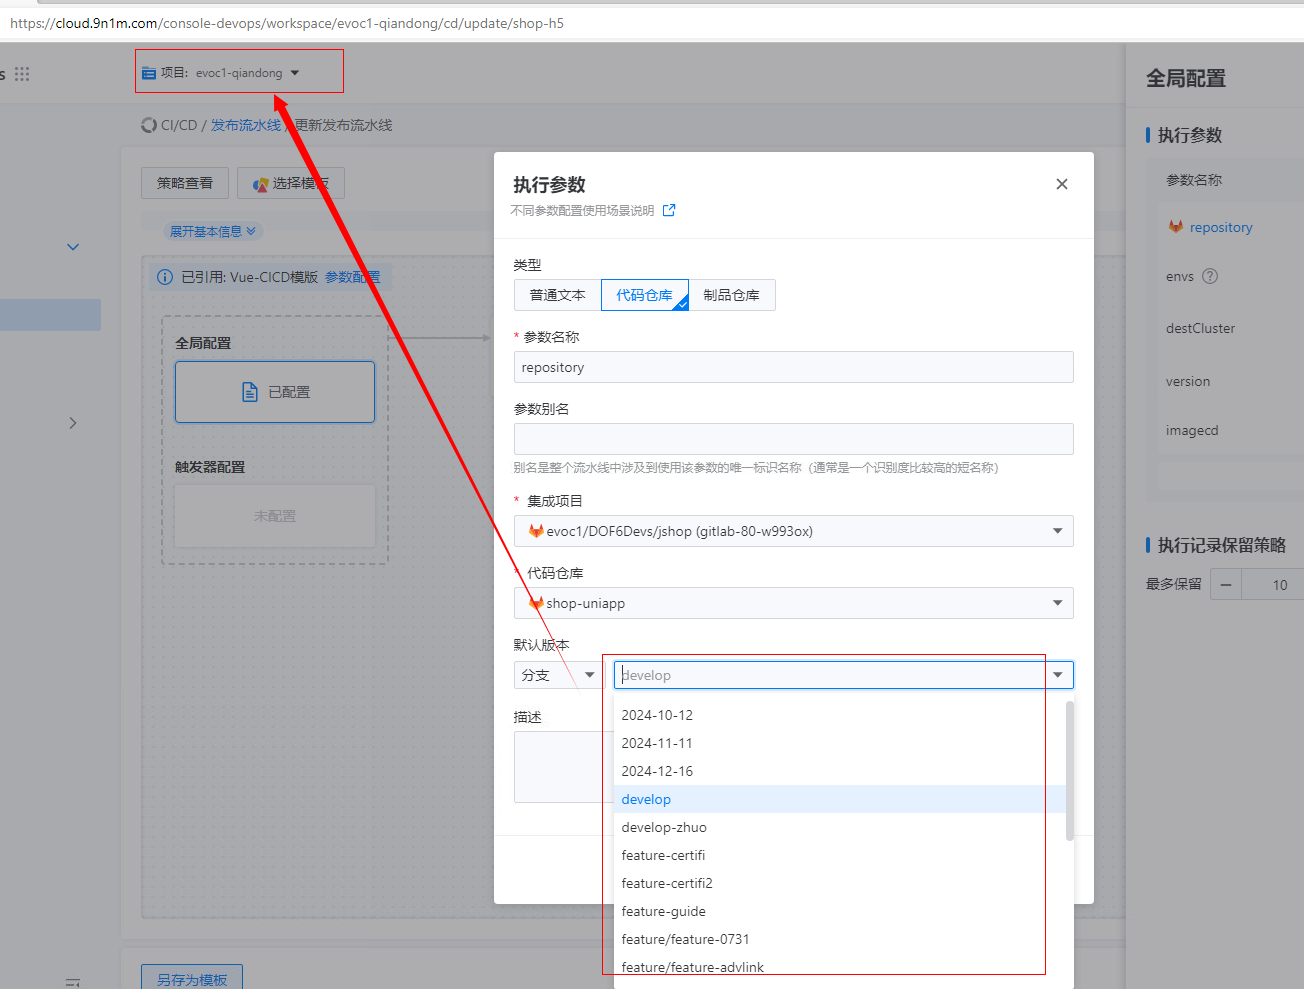 https://cloud.9n1m.com/console-devops/workspace/evoc1-qiandong/cd/update/shop-h5
s
项目: evoc1-qiandong
CI/CD / 发布流水线 / 更新发布流水线
策略查看
选择模板
展开基本信息
已引用: Vue-CICD模版 参数配置
全局配置
已配置
触发器配置
未配置
另存为模板
执行参数
不同参数配置使用场景说明
类型
普通文本
代码仓库
制品仓库
* 参数名称
repository
参数别名
别名是整个流水线中涉及到使用该参数的唯一标识名称（通常是一个识别度比较高的短名称）
* 集成项目
evoc1/DOF6Devs/jshop (gitlab-80-w993ox)
* 代码仓库
shop-uniapp
默认版本
分支
develop
描述
2024-10-12
2024-11-11
2024-12-16
develop
develop-zhuo
feature-certifi
feature-certifi2
feature-guide
feature/feature-0731
feature/feature-advlink
全局配置
执行参数
参数名称
repository
envs
destCluster
version
imagecd
执行记录保留策略
最多保留
10